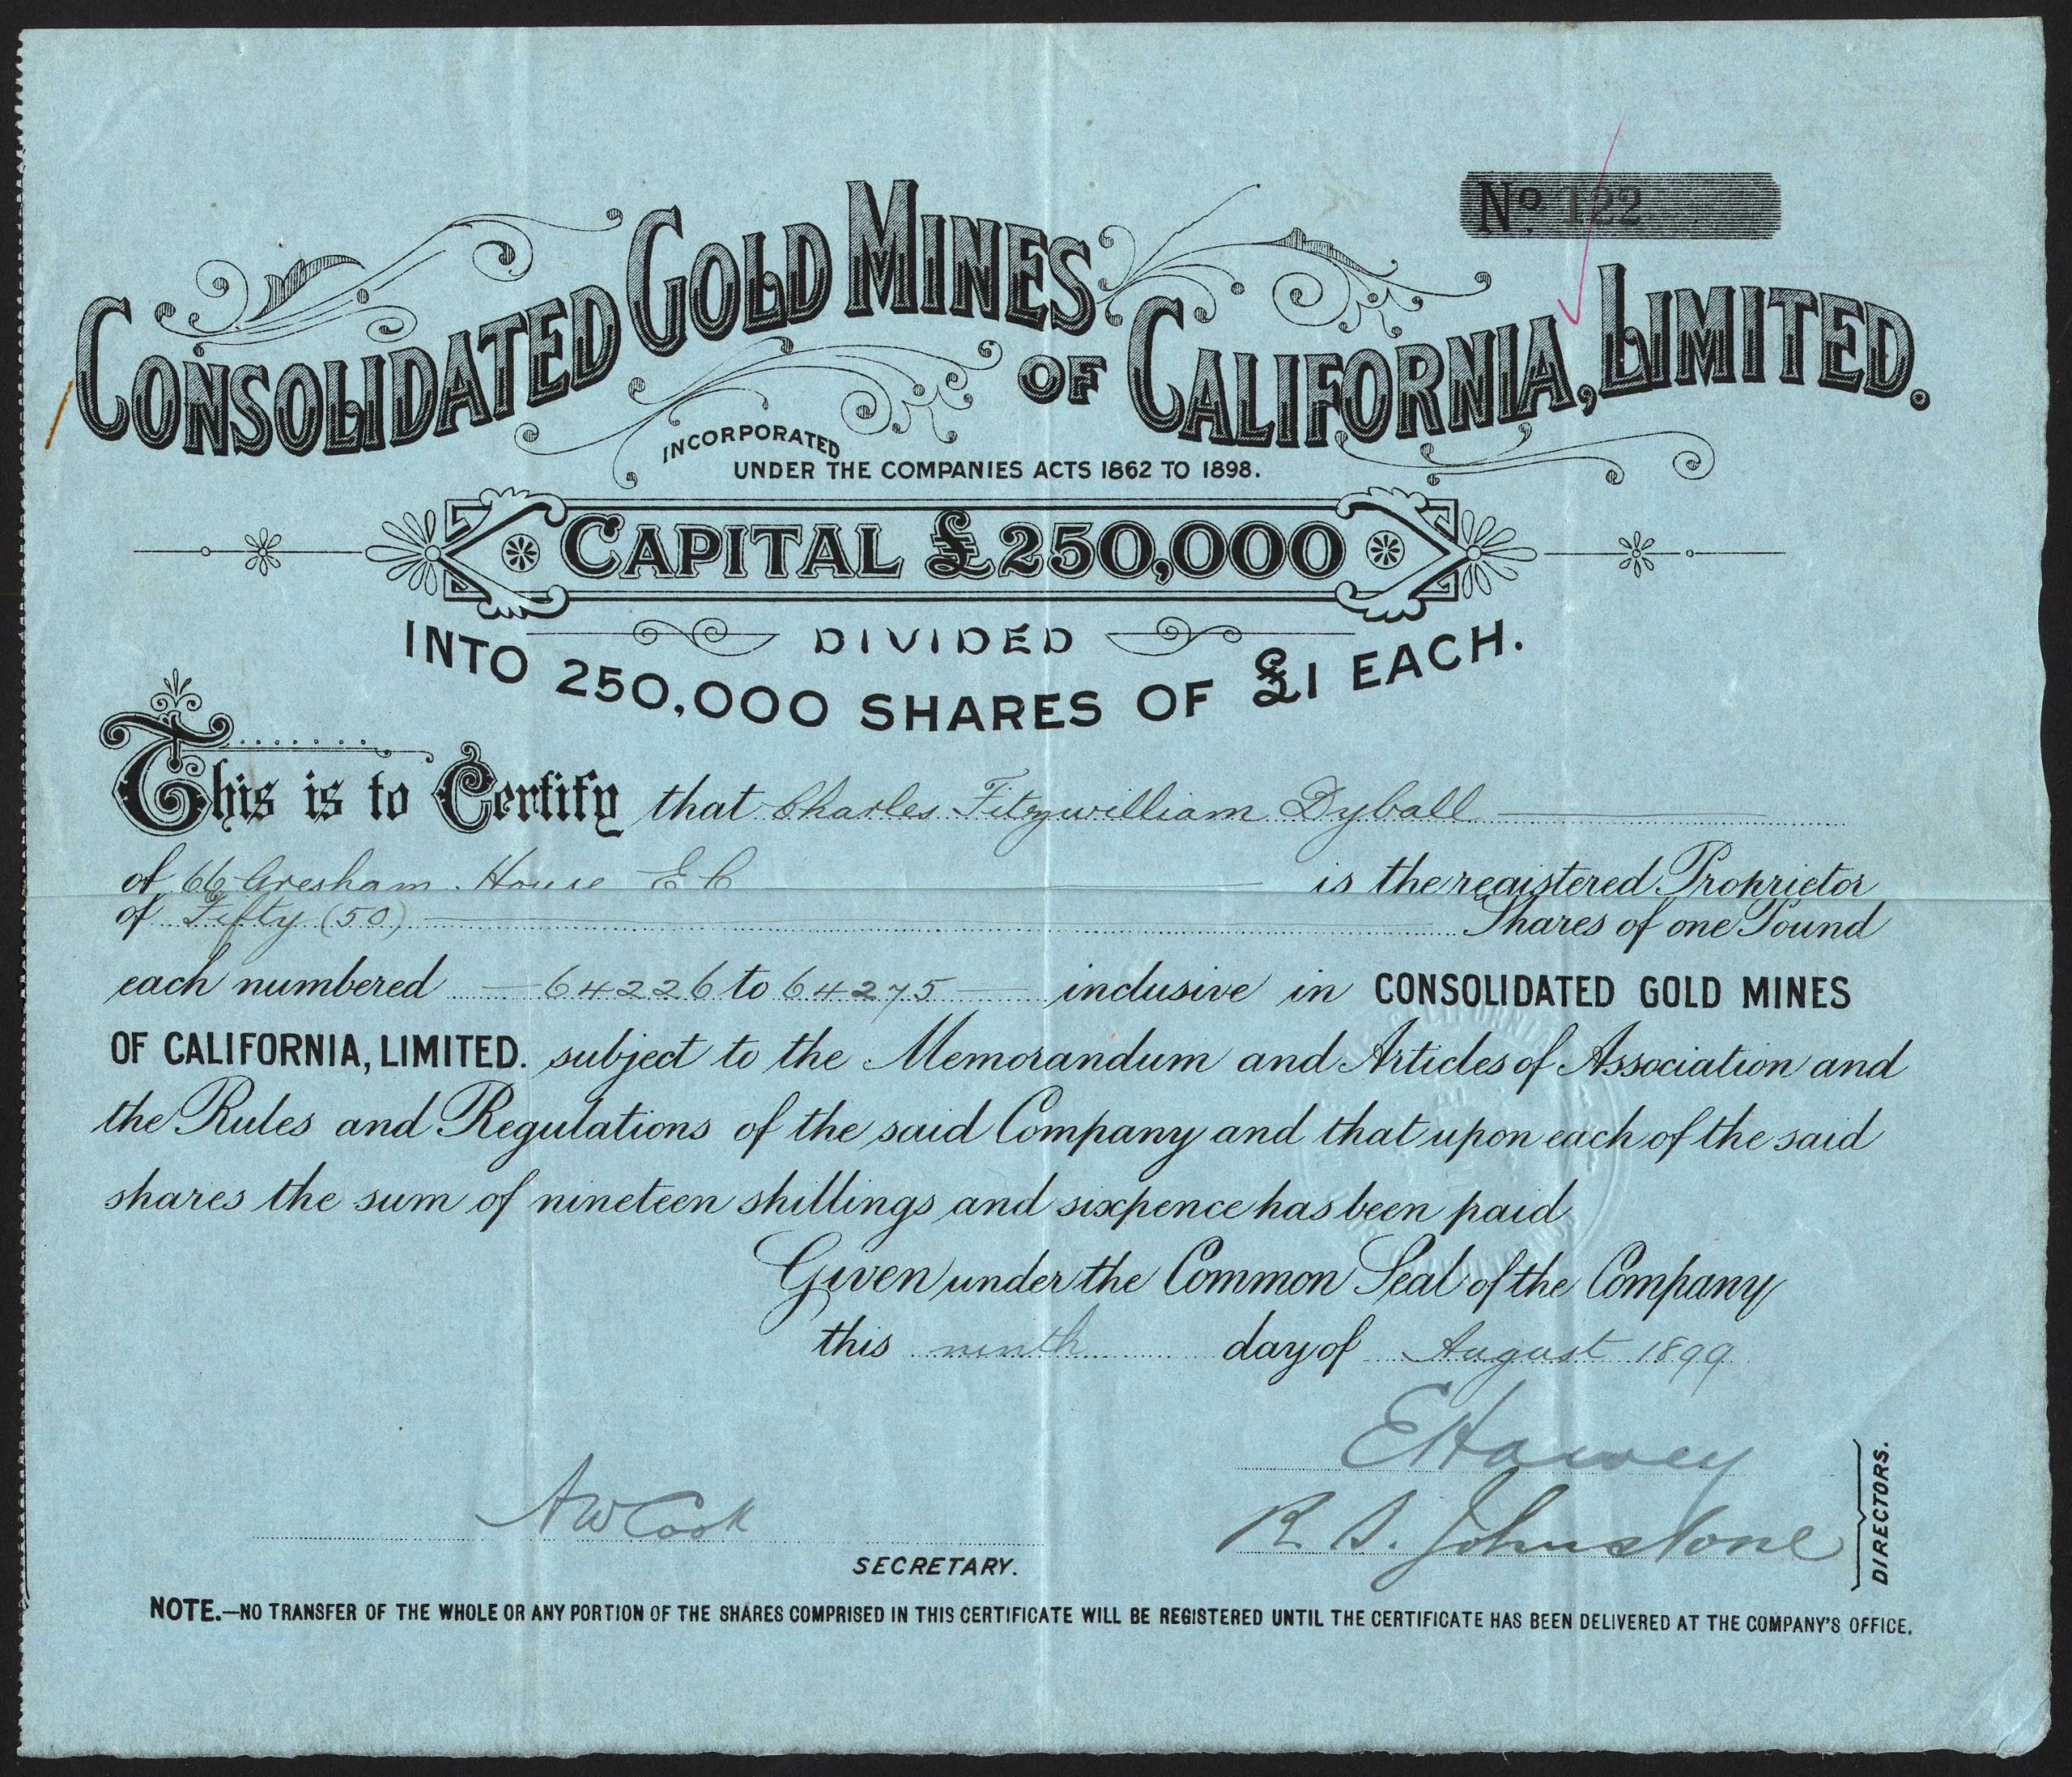 No. 122
CONSOLIDATED GOLD MINES OF CALIFORNIA, LIMITED.
INCORPORATED
UNDER THE COMPANIES ACTS 1862 TO 1898.
CAPITAL £250,000
DIVIDED
INTO 250,000 SHARES OF £1 EACH.
This is to Certify that Charles Fitzwilliam Dyball
of 66 Gresham House E C is the registered Proprietor
of Fifty (50) Shares of one Pound
each numbered 64226 to 64275 inclusive in CONSOLIDATED GOLD MINES
OF CALIFORNIA, LIMITED. subject to the Memorandum and Articles of Association and
the Rules and Regulations of the said Company and that upon each of the said
shares the sum of nineteen shillings and sixpence has been paid
Given under the Common Seal of the Company
this ninth day of August 1899
E Harvey
A W Cook
R. S. Johnstone
DIRECTORS.
SECRETARY.
NOTE.—NO TRANSFER OF THE WHOLE OR ANY PORTION OF THE SHARES COMPRISED IN THIS CERTIFICATE WILL BE REGISTERED UNTIL THE CERTIFICATE HAS BEEN DELIVERED AT THE COMPANY'S OFFICE.